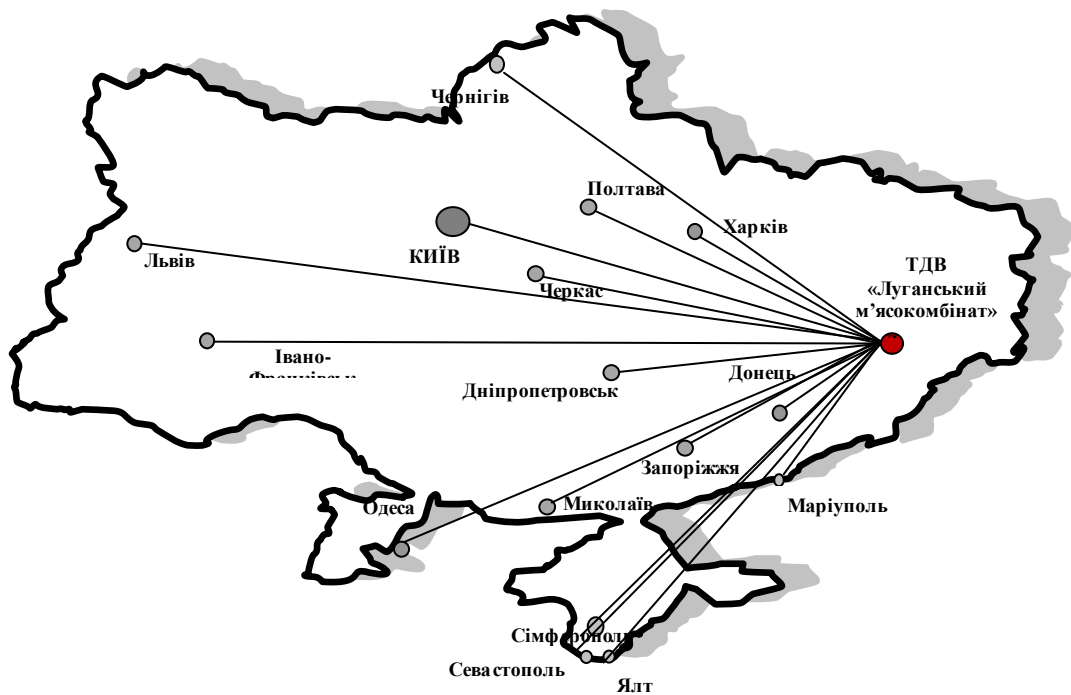 Чернігів
Полтава
Харків
КИЇВ
Львів
Черкас
ТДВ
«Луганський
м’ясокомбінат»
Івано-
Донець
Дніпропетровськ
Запоріжжя
Миколаїв
Маріуполь
Одеса
Сімферополь
Севастополь
Ялт